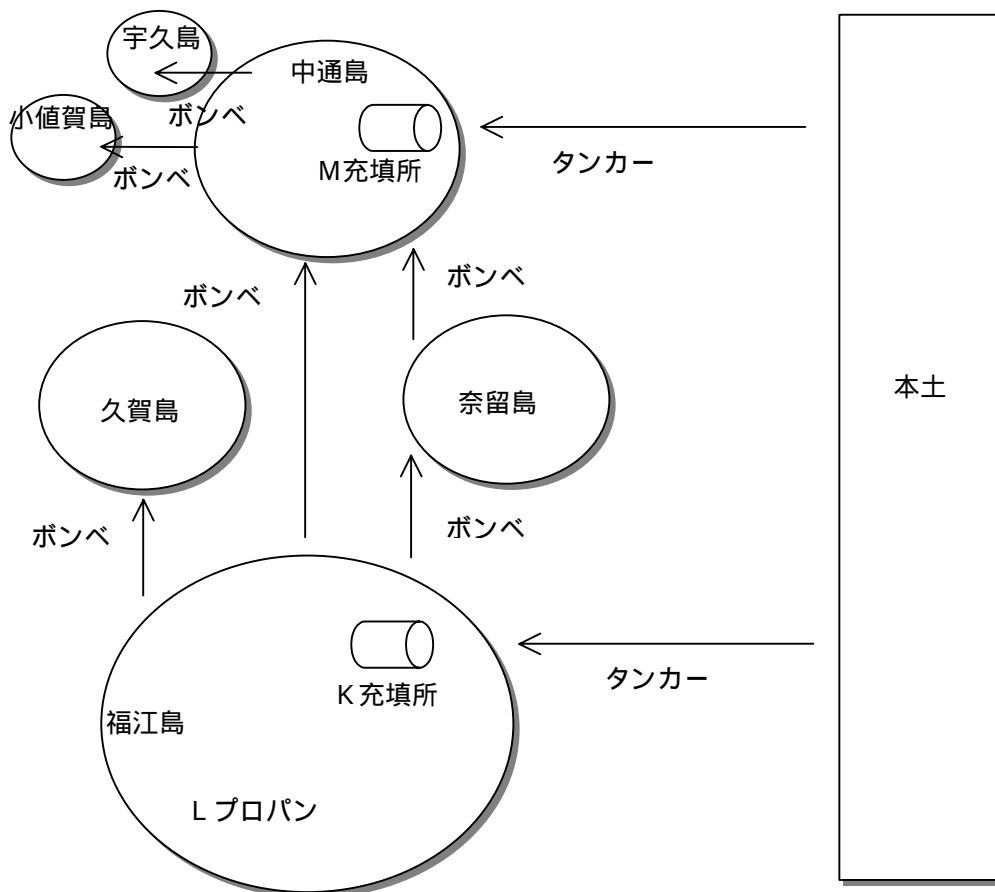 宇久島
中通島
小値賀島
ボンベ
M充填所
ボンベ
タンカー
ボンベ
ボンベ
久賀島
奈留島
本土
ボンベ
ボンベ
K充填所
タンカー
福江島
Lプロパン